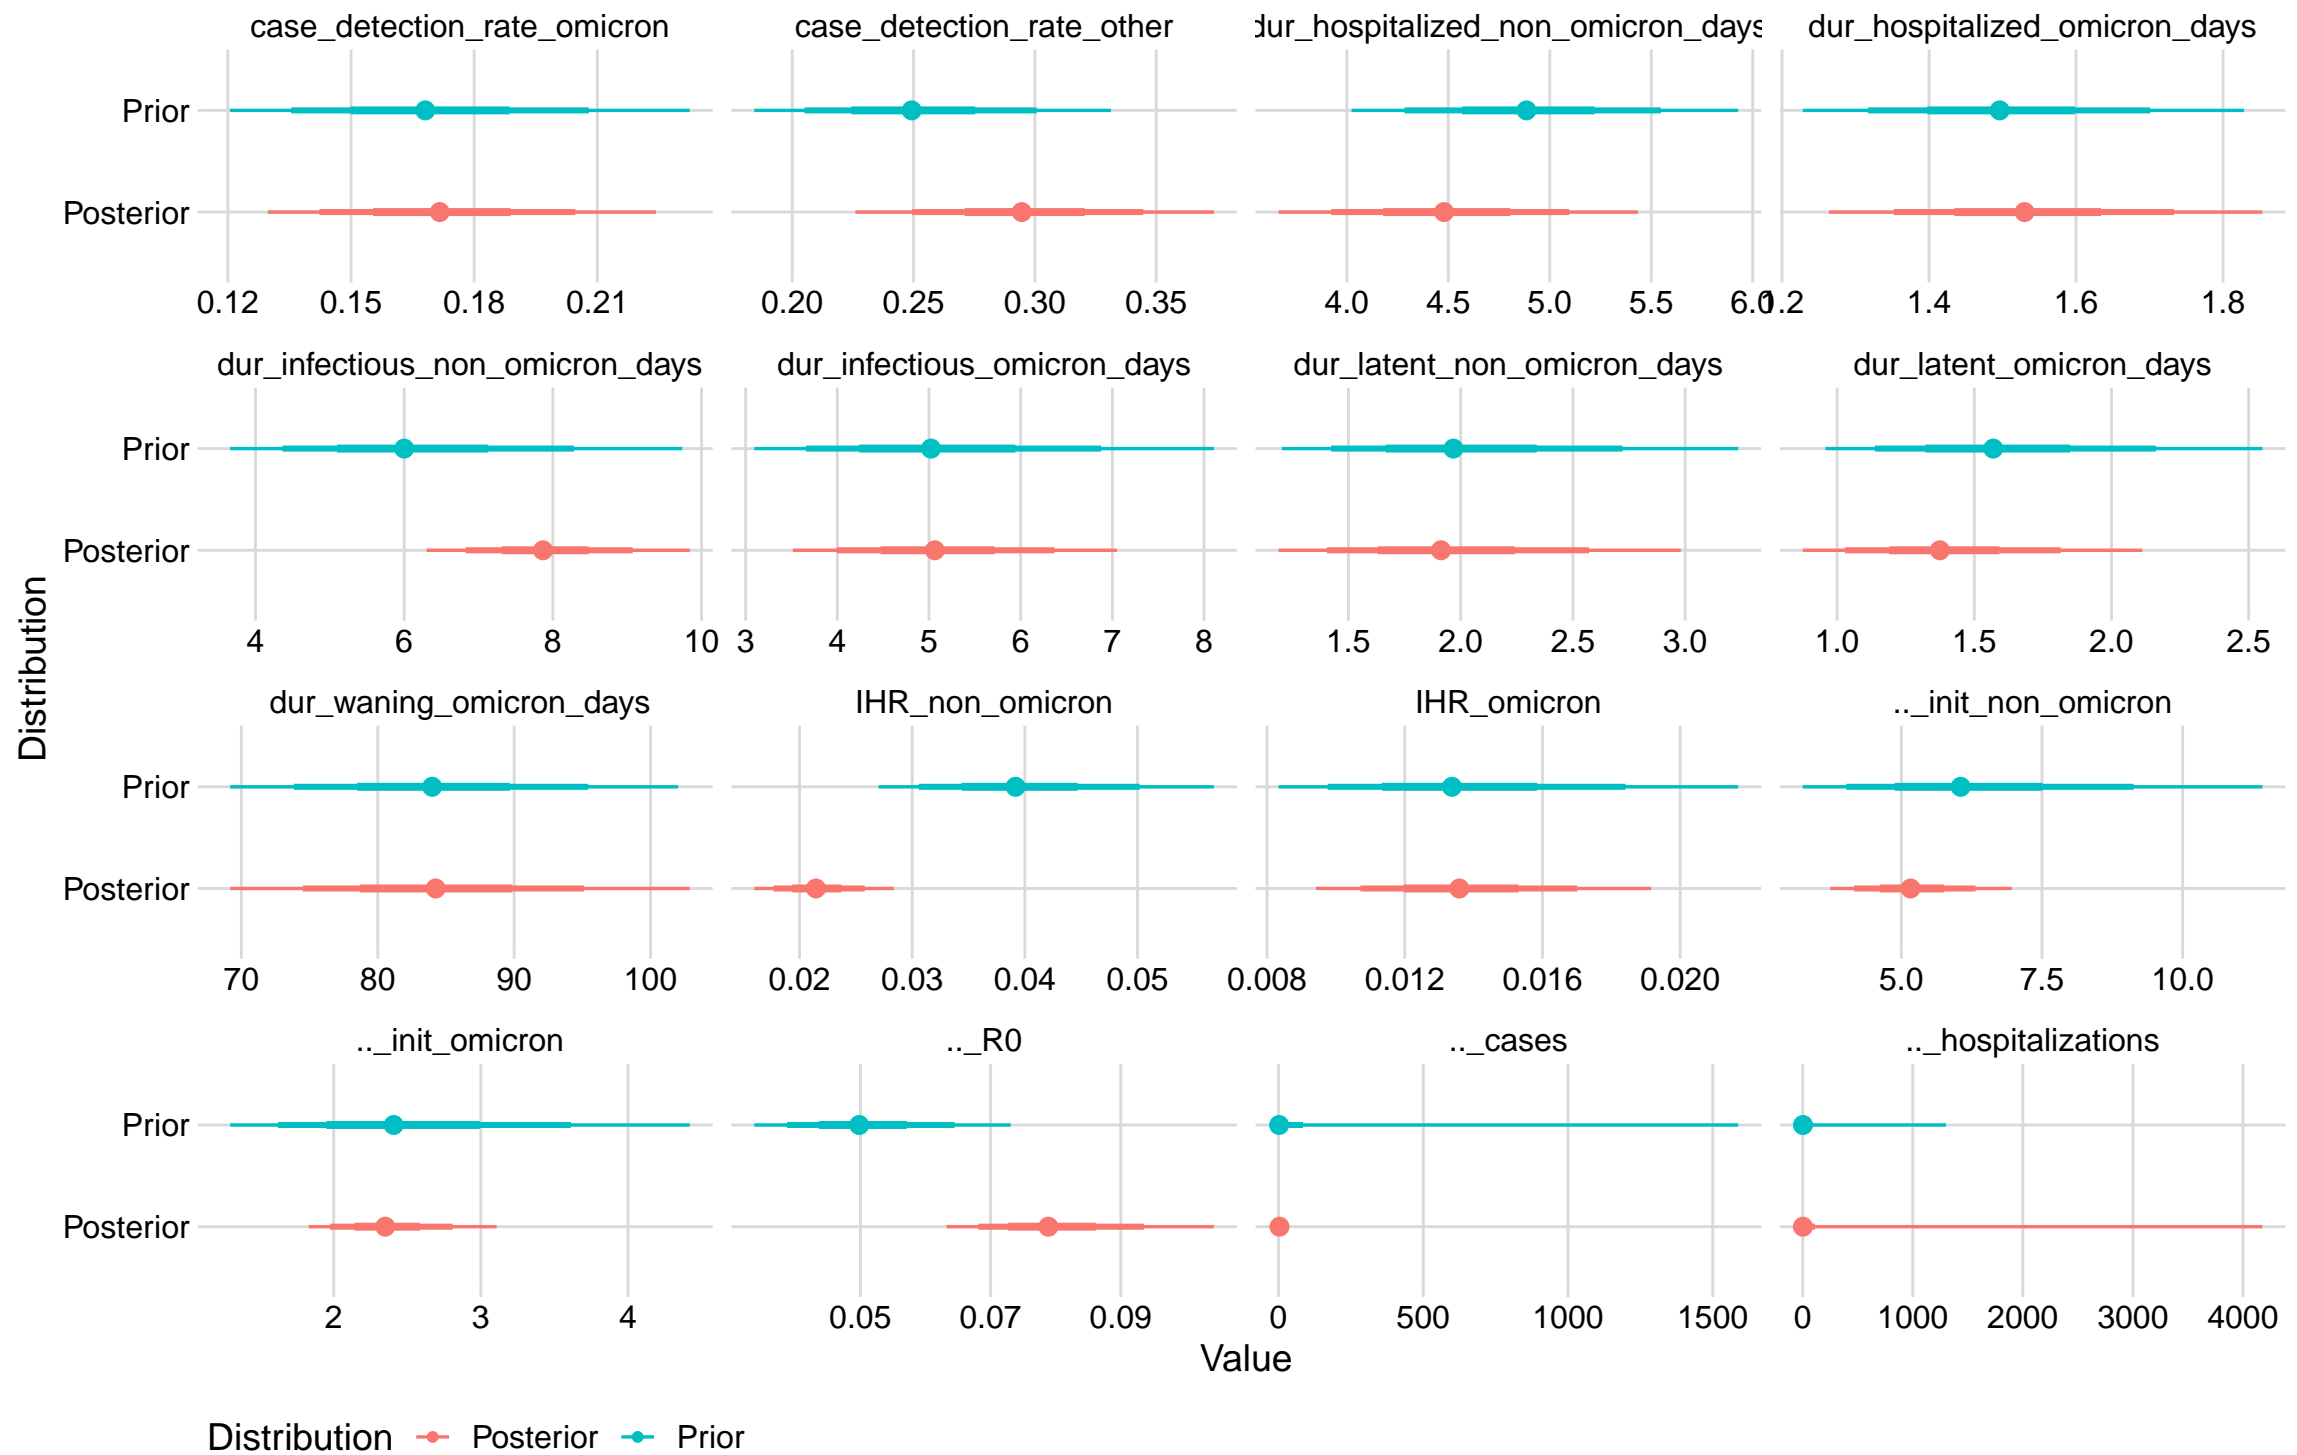 case_detection_rate_omicron case_detection_rate_other dur_hospitalized_non_omicron_days dur_hospitalized_omicron_days
Prior
Posterior
0.12 0.15 0.18 0.21 0.20 0.25 0.30 0.35 4.0 4.5 5.0 5.5 6.0 1.2 1.4 1.6 1.8
dur_infectious_non_omicron_days dur_infectious_omicron_days dur_latent_non_omicron_days dur_latent_omicron_days
Prior
Posterior
4 6 8 10 3 4 5 6 7 8 1.5 2.0 2.5 3.0 1.0 1.5 2.0 2.5
Distribution
dur_waning_omicron_days IHR_non_omicron IHR_omicron .._init_non_omicron
Prior
Posterior
70 80 90 100 0.02 0.03 0.04 0.05 0.008 0.012 0.016 0.020 5.0 7.5 10.0
.._init_omicron .._R0 .._cases .._hospitalizations
Prior
Posterior
2 3 4 0.05 0.07 0.09 0 500 1000 1500 0 1000 2000 3000 4000
Value
Distribution Posterior Prior